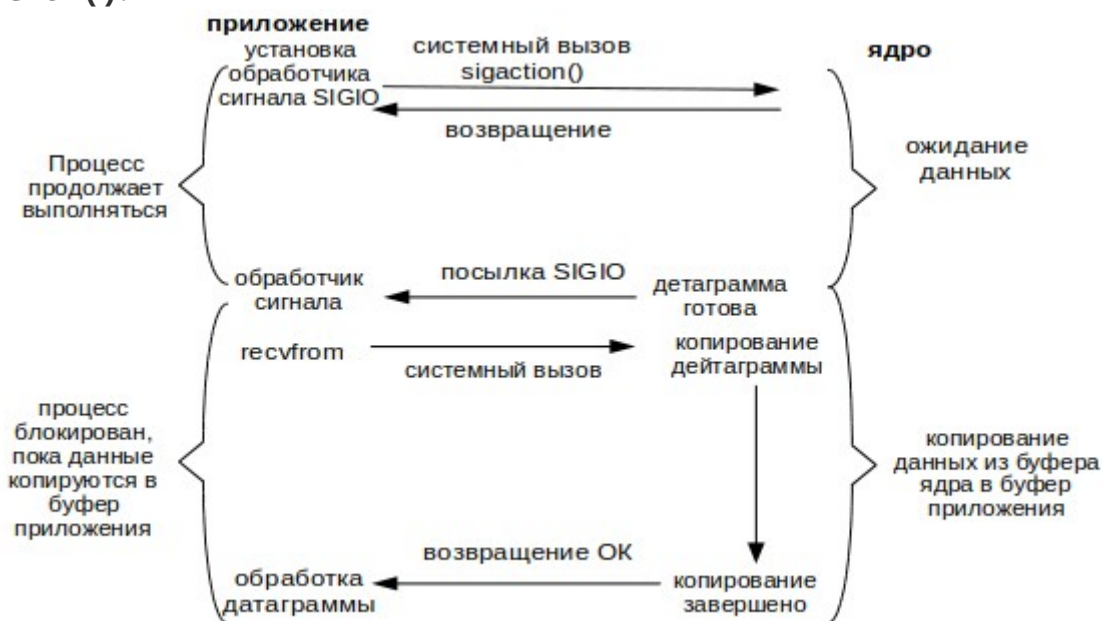 приложение
установка
обработчика
сигнала SIGIO
системный вызов
sigaction()
ядро
возвращение
Процесс
продолжает
выполняться
ожидание
данных
обработчик
сигнала
посылка SIGIO
детаграмма
готова
recvfrom
системный вызов
копирование
дейтаграммы
процесс
блокирован,
пока данные
копируются в
буфер
приложения
копирование
данных из буфера
ядра в буфер
приложения
возвращение ОК
обработка
датаграммы
копирование
завершено